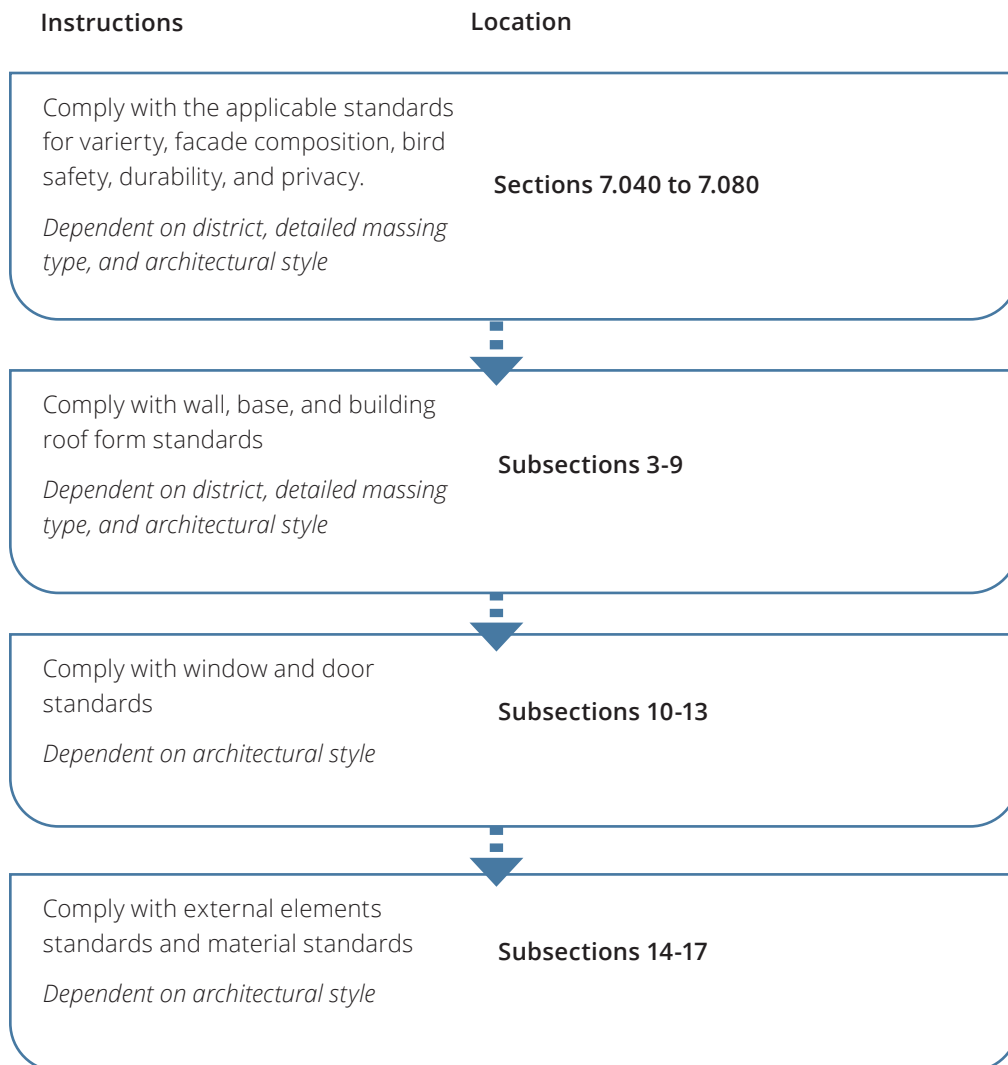 Instructions
Location
Comply with the applicable standards
for varierty, facade composition, bird
safety, durability, and privacy.
Dependent on district, detailed massing
type, and architectural style
Sections 7.040 to 7.080
Comply with wall, base, and building
roof form standards
Dependent on district, detailed massing
type, and architectural style
Subsections 3-9
Comply with window and door
standards
Dependent on architectural style
Subsections 10-13
Comply with external elements
standards and material standards
Dependent on architectural style
Subsections 14-17